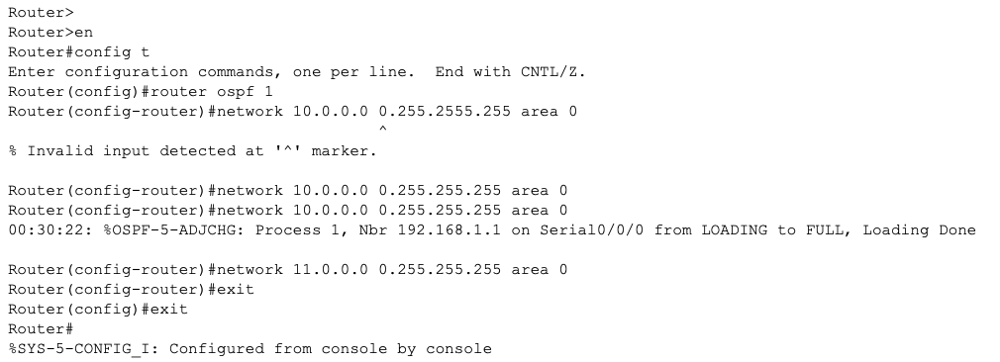 Router>
Router>en
Router#config t
Enter configuration commands, one per line.  End with CNTL/Z.
Router(config)#router ospf 1
Router(config-router)#network 10.0.0.0 0.255.2555.255 area 0
                                       ^
% Invalid input detected at '^' marker.

Router(config-router)#network 10.0.0.0 0.255.255.255 area 0
Router(config-router)#network 10.0.0.0 0.255.255.255 area 0
00:30:22: %OSPF-5-ADJCHG: Process 1, Nbr 192.168.1.1 on Serial0/0/0 from LOADING to FULL, Loading Done

Router(config-router)#network 11.0.0.0 0.255.255.255 area 0
Router(config-router)#exit
Router(config)#exit
Router#
%SYS-5-CONFIG_I: Configured from console by console